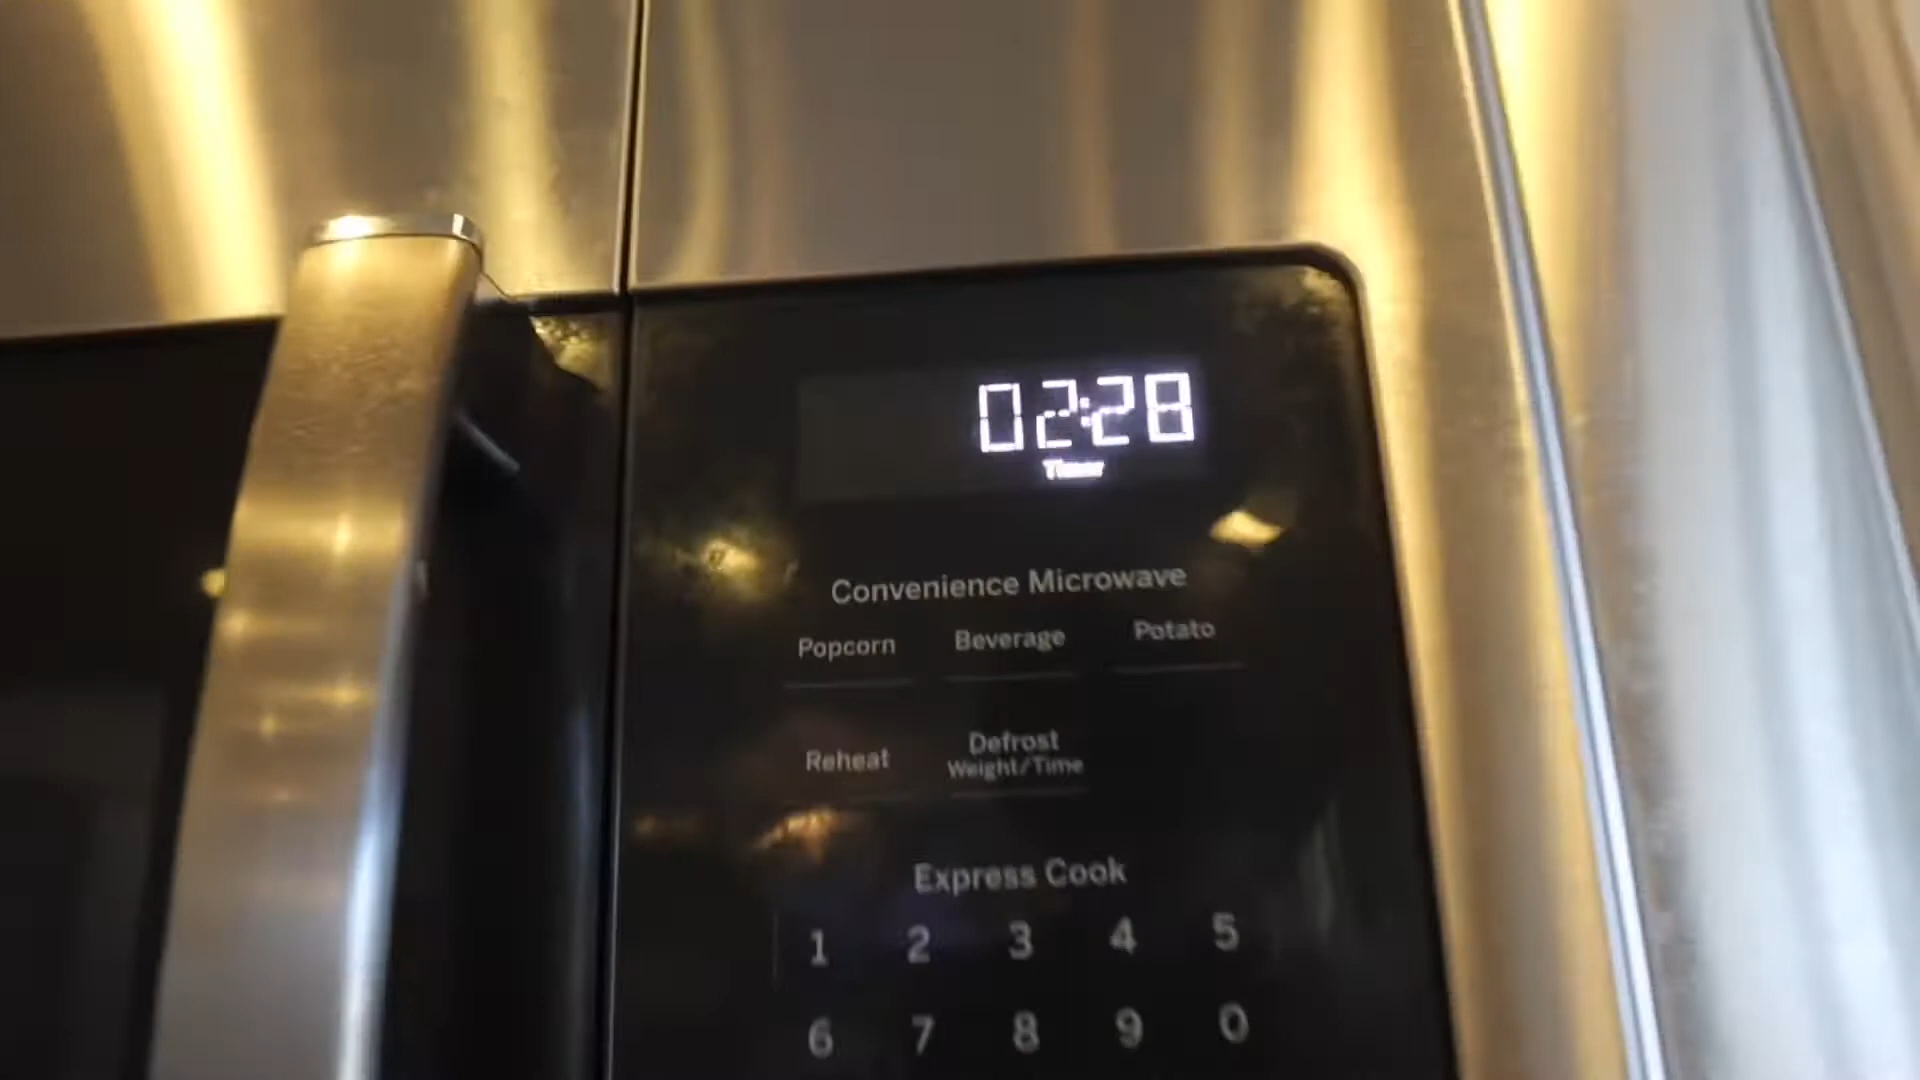 02:28
Timer
Convenience Microwave
Popcorn Beverage Potato
Reheat Defrost
Weight/Time
Express Cook
1 2 3 4 5
6 7 8 9 0